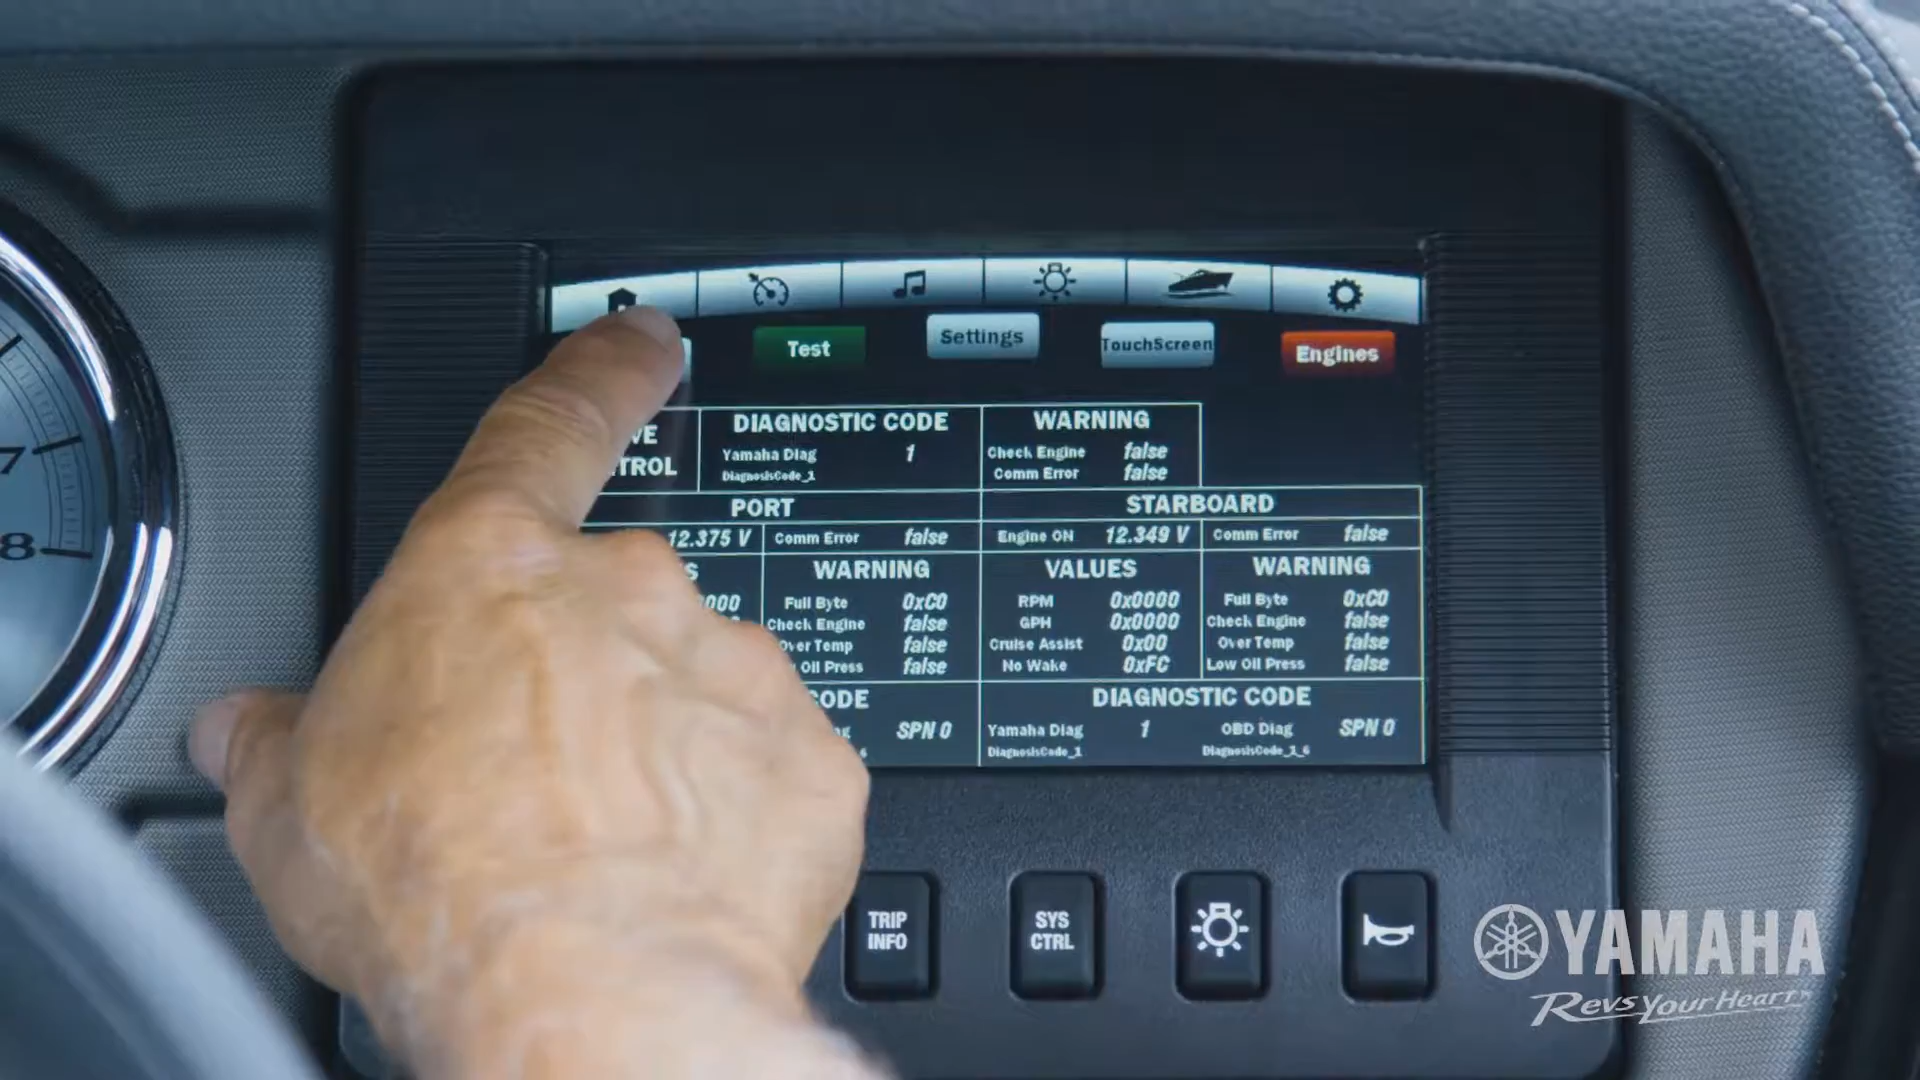 Test
Settings
TouchScreen
Engines
DIAGNOSTIC CODE
WARNING
Yamaha Diag 1
DiagnosisCode_1
Check Engine false
Comm Error false
PORT
STARBOARD
12.375 V
Comm Error false
Engine ON 12.349 V
Comm Error false
WARNING
VALUES
WARNING
Full Byte 0xC0
RPM 0x0000
Full Byte 0xC0
Check Engine false
GPH 0x0000
Check Engine false
Over Temp false
Cruise Assist 0x00
Over Temp false
Oil Press false
No Wake 0xFC
Low Oil Press false
CODE
DIAGNOSTIC CODE
SPN 0
Yamaha Diag 1
OBD Diag SPN 0
DiagnosisCode_1
DiagnosisCode_1_6
7
8
TRIP
INFO
SYS
CTRL
YAMAHA
Revs Your Heart